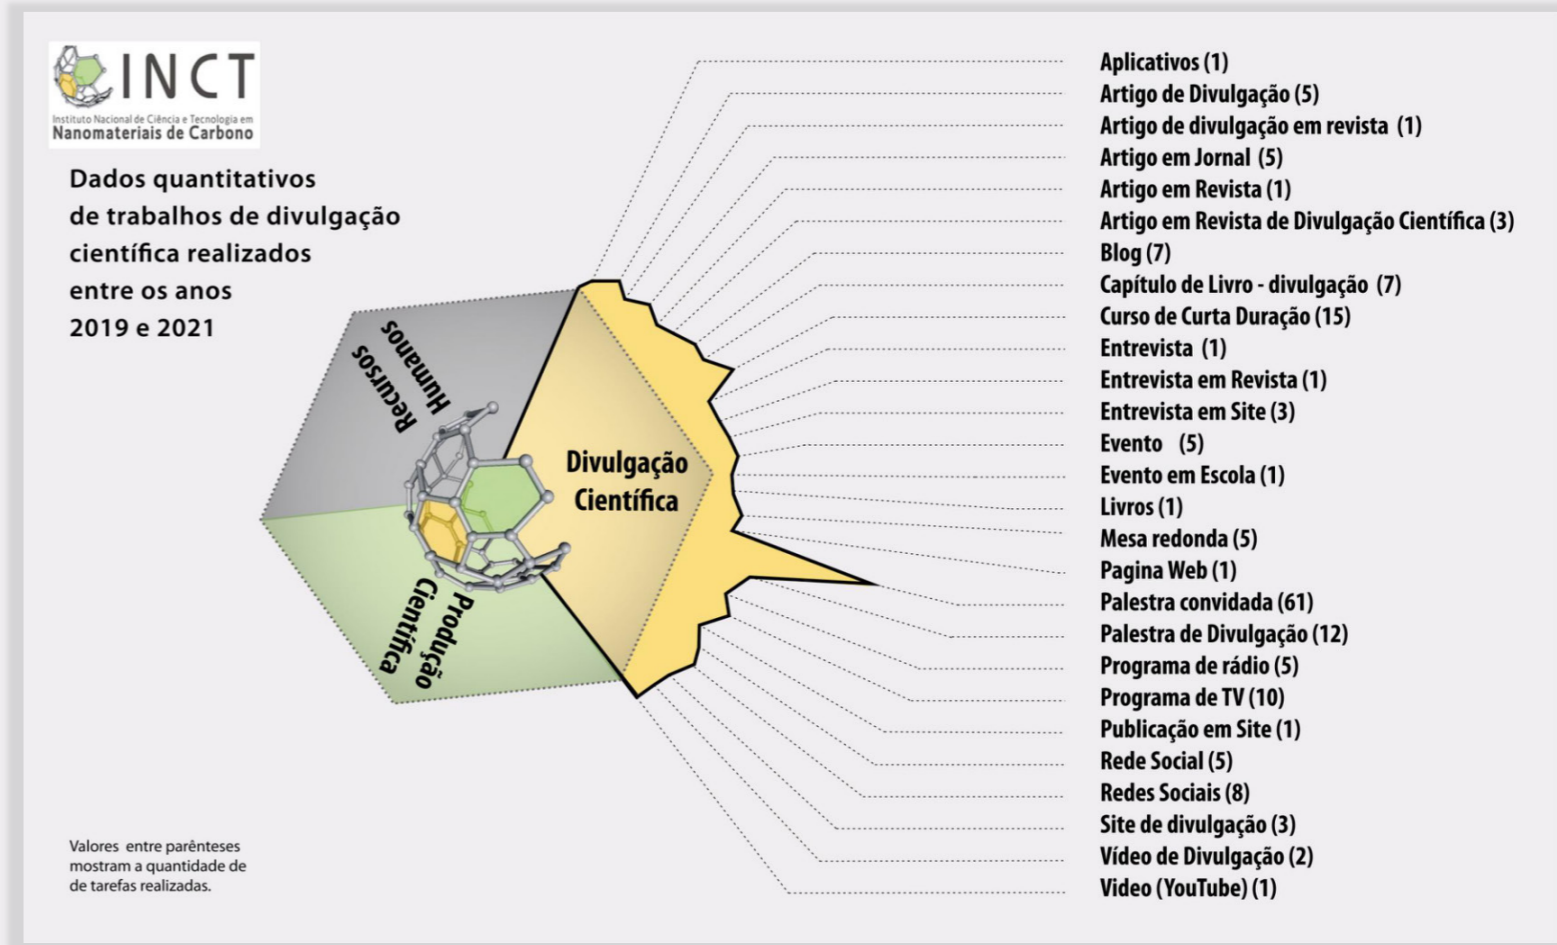 INCT
Instituto Nacional de Ciência e Tecnologia em
Nanomateriais de Carbono
Dados quantitativos
de trabalhos de divulgação
científica realizados
entre os anos
2019 e 2021
Recursos
Humanos
Divulgação
Científica
Produção
Científica
Aplicativos (1)
Artigo de Divulgação (5)
Artigo de divulgação em revista (1)
Artigo em Jornal (5)
Artigo em Revista (1)
Artigo em Revista de Divulgação Científica (3)
Blog (7)
Capítulo de Livro - divulgação (7)
Curso de Curta Duração (15)
Entrevista (1)
Entrevista em Revista (1)
Entrevista em Site (3)
Evento (5)
Evento em Escola (1)
Livros (1)
Mesa redonda (5)
Pagina Web (1)
Palestra convidada (61)
Palestra de Divulgação (12)
Programa de rádio (5)
Programa de TV (10)
Publicação em Site (1)
Rede Social (5)
Redes Sociais (8)
Site de divulgação (3)
Vídeo de Divulgação (2)
Video (YouTube) (1)
Valores entre parênteses
mostram a quantidade de
de tarefas realizadas.